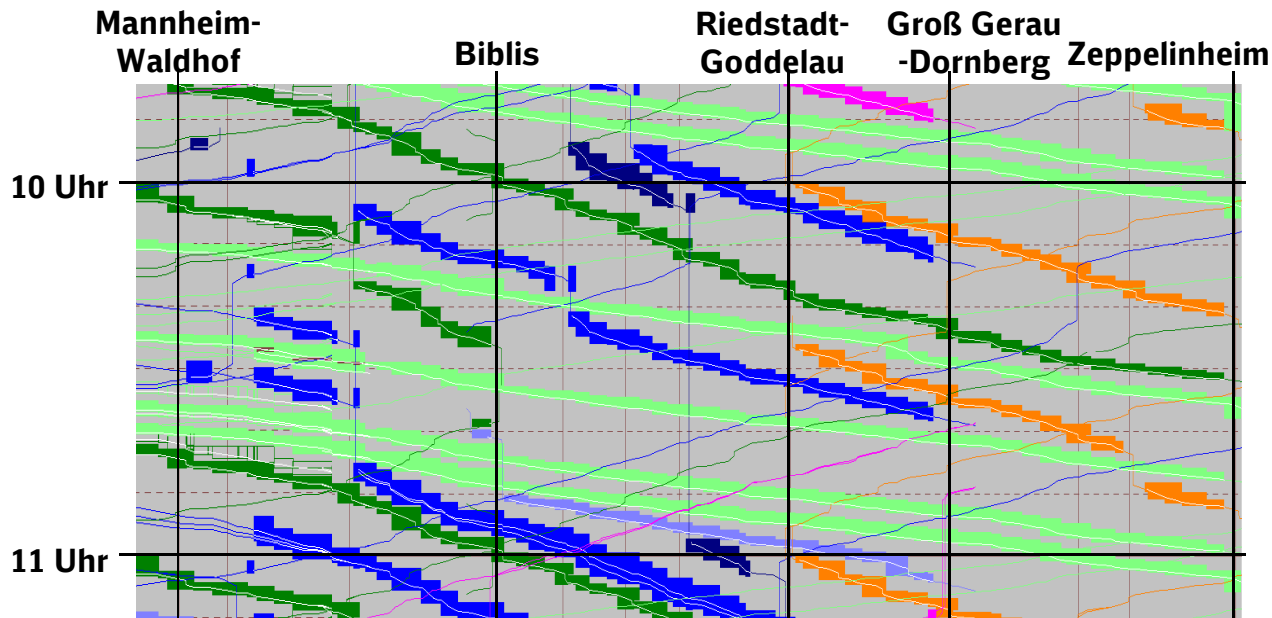 Mannheim-
Waldhof
Biblis
Riedstadt-
Goddelau
Groß Gerau
-Dornberg
Zeppelinheim
10 Uhr
11 Uhr